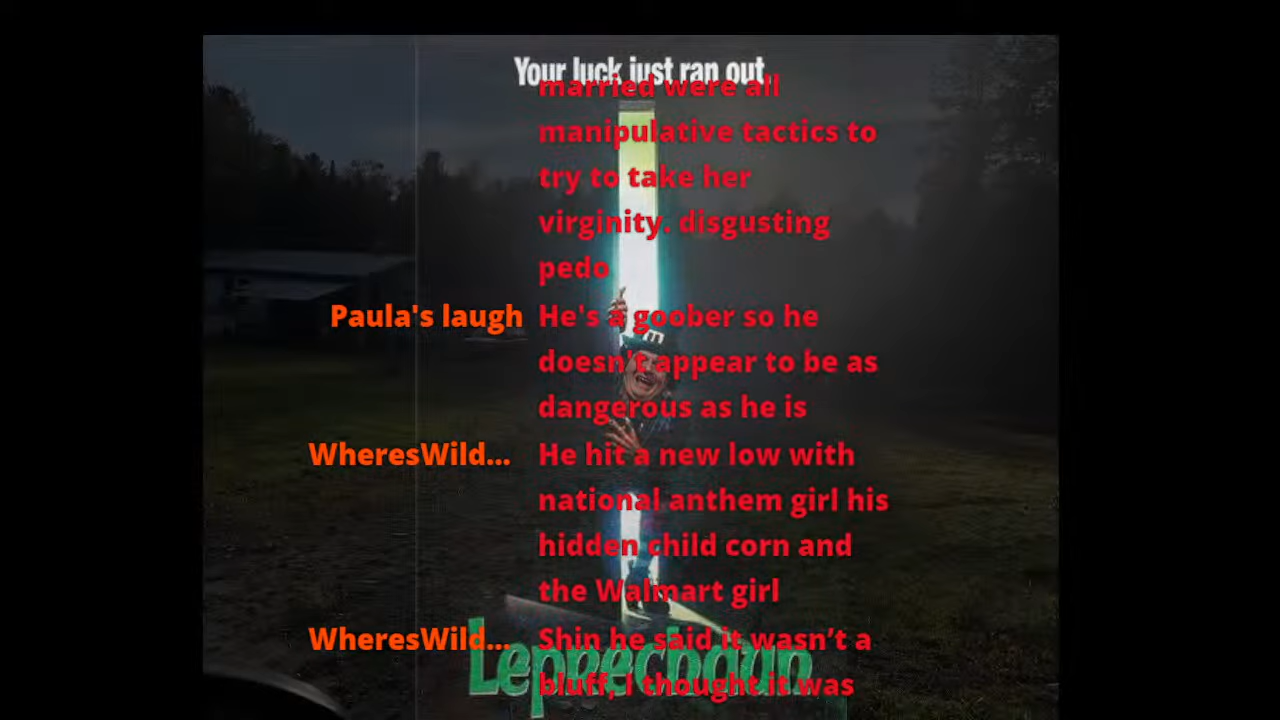 Your luck just ran out.
married were all
manipulative tactics to
try to take her
virginity. disgusting
pedo
Paula's laugh He's a goober so he
doesn't appear to be as
dangerous as he is
WheresWild... He hit a new low with
national anthem girl his
hidden child corn and
the Walmart girl
WheresWild... Shin he said it wasn’t a
bluff, I thought it was
Leprechaun